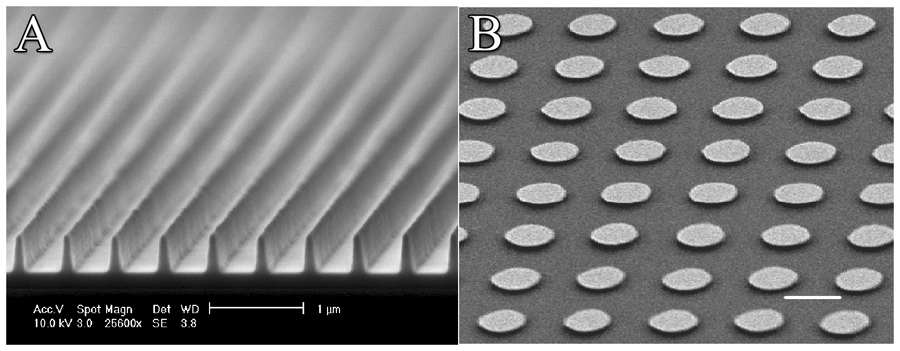 A
B
Acc.V Spot Magn Det WD
10.0 kV 3.0 25600x SE 3.8
1 µm